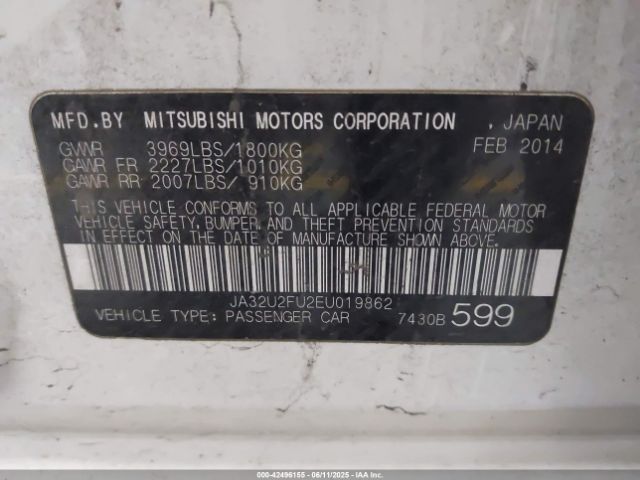 MFD.BY MITSUBISHI MOTORS CORPORATION , JAPAN
GVWR 3969LBS/1800KG FEB 2014
GAWR FR 2227LBS/1010KG
GAWR RR 2007LBS/ 910KG
THIS VEHICLE CONFORMS TO ALL APPLICABLE FEDERAL MOTOR
VEHICLE SAFETY, BUMPER, AND THEFT PREVENTION STANDARDS
IN EFFECT ON THE DATE OF MANUFACTURE SHOWN ABOVE.
JA32U2FU2EU019862
VEHICLE TYPE: PASSENGER CAR 7430B 599
000-42496155 - 06/11/2025 - © IAA Inc.